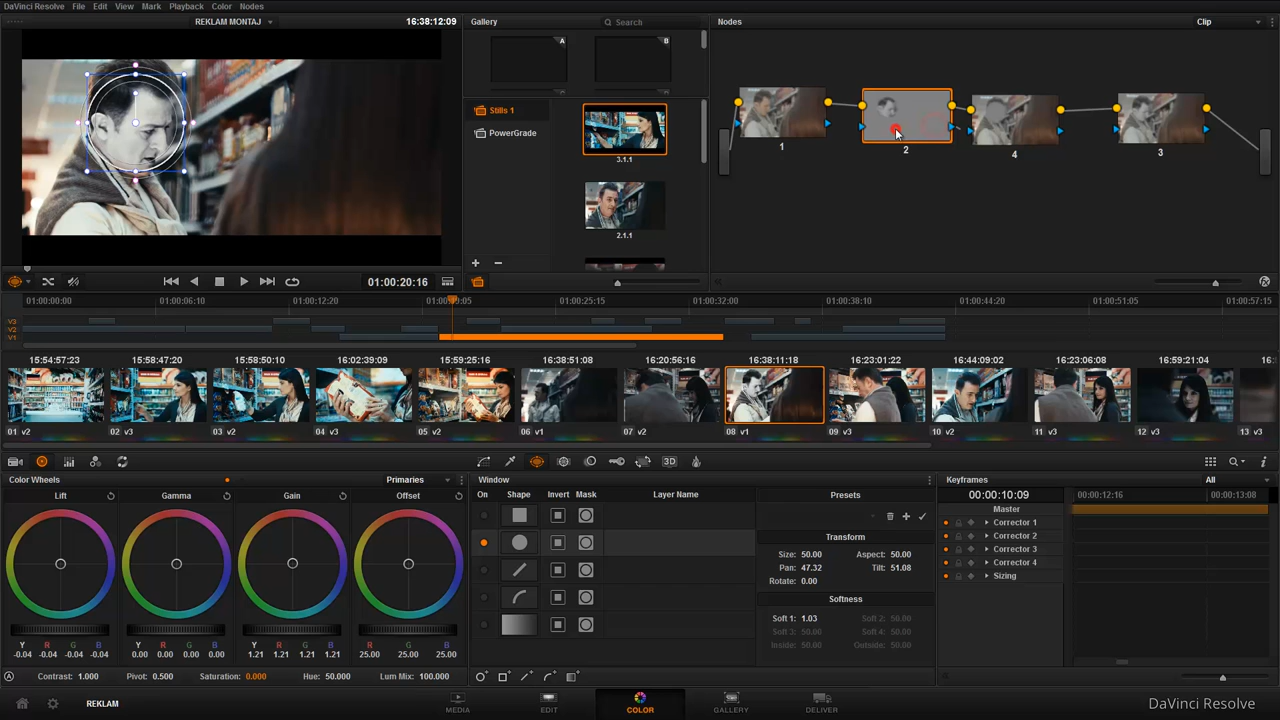 DaVinci Resolve File Edit View Mark Playback Color Nodes
REKLAM MONTAJ 16:38:12:09 Gallery Search Nodes Clip
A B
Stills 1
PowerGrade
3.1.1
2.1.1
1 2 4 3
01:00:20:16
01:00:00:00 01:00:06:10 01:00:12:20 01:00:25:15 01:00:32:00 01:00:38:10 01:00:44:20 01:00:51:05 01:00:57:15
V3
V2
V1
15:54:57:23 15:58:47:20 15:58:50:10 16:02:39:09 15:59:25:16 16:38:51:08 16:20:56:16 16:38:11:18 16:23:01:22 16:44:09:02 16:23:06:08 16:59:21:04 16:
01 v2 02 v3 03 v2 04 v3 05 v2 06 v1 07 v2 08 v1 09 v3 10 v2 11 v3 12 v3 13 v3
3D
Color Wheels Primaries Window Keyframes All
Lift Gamma Gain Offset
On Shape Invert Mask Layer Name Presets
00:00:10:09 00:00:12:16 00:00:13:08
Master
Corrector 1
Corrector 2
Corrector 3
Corrector 4
Sizing
Transform
Size: 50.00 Aspect: 50.00
Pan: 47.32 Tilt: 51.08
Rotate: 0.00
Softness
Soft 1: 1.03 Soft 2: 50.00
Soft 3: 50.00 Soft 4: 50.00
Inside: 50.00 Outside: 50.00
Y R G B Y R G B Y R G B R G B
-0.04 -0.04 -0.04 -0.04 0.00 0.00 0.00 0.00 1.21 1.21 1.21 1.21 25.00 25.00 25.00
A Contrast: 1.000 Pivot: 0.500 Saturation: 0.000 Hue: 50.000 Lum Mix: 100.000
REKLAM MEDIA EDIT COLOR GALLERY DELIVER DaVinci Resolve